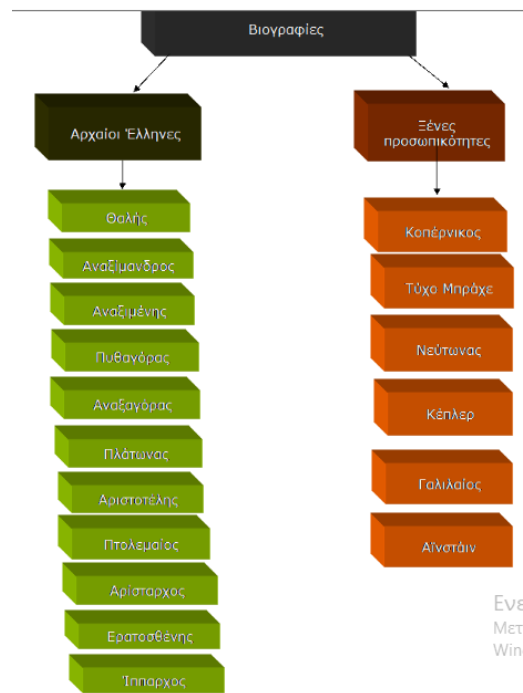 Βιογραφίες
Αρχαίοι Έλληνες
Ξένες
προσωπικότητες
Θαλής
Αναξίμανδρος
Αναξιμένης
Πυθαγόρας
Αναξαγόρας
Πλάτωνας
Αριστοτέλης
Πτολεμαίος
Αρίσταρχος
Ερατοσθένης
Ίππαρχος
Κοπέρνικος
Τύχο Μπράχε
Νεύτωνας
Κέπλερ
Γαλιλαίος
Αϊνστάιν